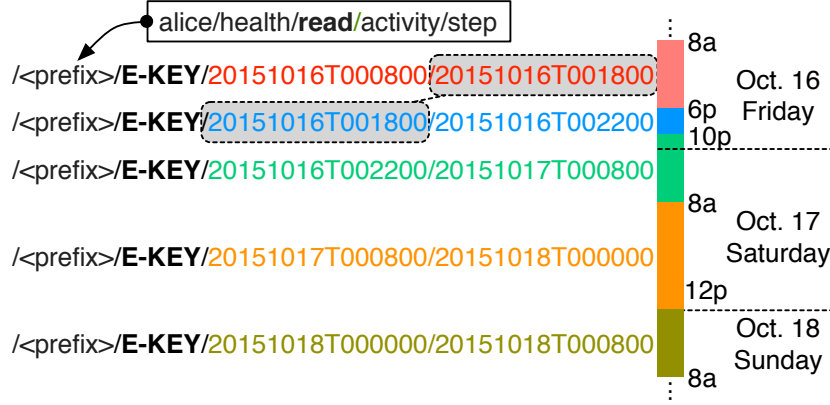 alice/health/read/activity/step
8a
/<prefix>/E-KEY/20151016T000800/20151016T001800
Oct. 16
Friday
6p
/<prefix>/E-KEY/20151016T001800/20151016T002200
10p
/<prefix>/E-KEY/20151016T002200/20151017T000800
8a
Oct. 17
Saturday
/<prefix>/E-KEY/20151017T000800/20151018T000000
12p
Oct. 18
Sunday
/<prefix>/E-KEY/20151018T000000/20151018T000800
8a